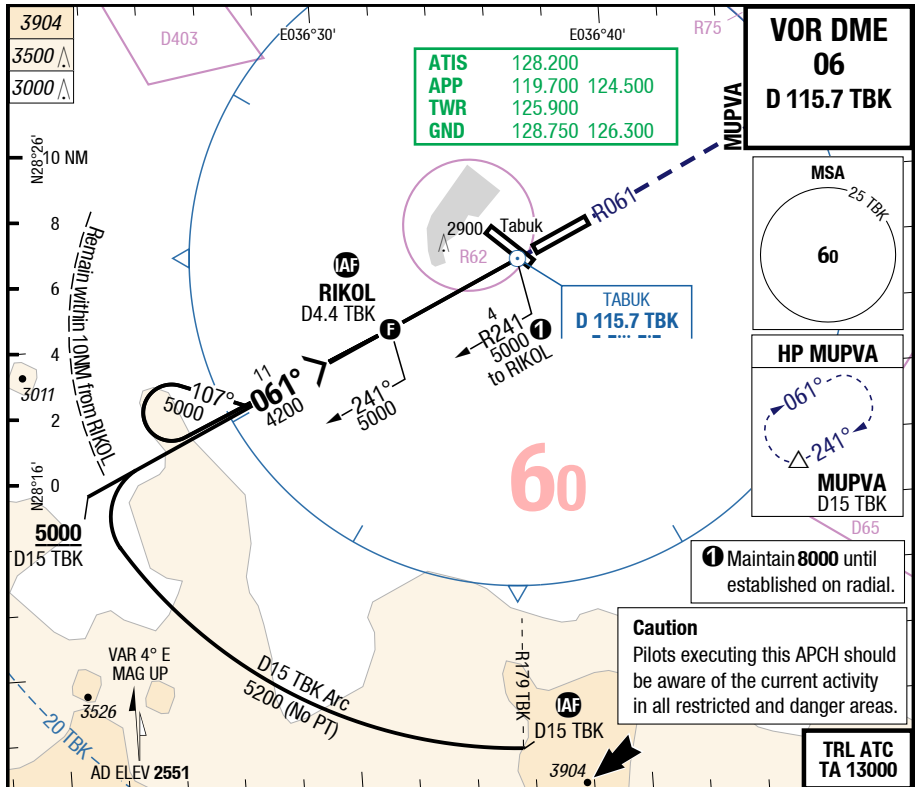 3904
3500
3000
D403
E036°30'
E036°40'
R75
VOR DME
06
D 115.7 TBK
ATIS 128.200
APP 119.700 124.500
TWR 125.900
GND 128.750 126.300
MUPVA
N28°26'
10 NM
8
6
4
2
0
N28°16'
MSA
25 TBK
60
R061
2900
Tabuk
R62
IAF
RIKOL
D4.4 TBK
F
TABUK
D 115.7 TBK
4
R241
5000
to RIKOL
1
HP MUPVA
061°
241°
MUPVA
D15 TBK
Remain within 10NM from RIKOL
3011
107°
5000
11
061°
4200
241°
5000
60
5000
D15 TBK
D65
1 Maintain 8000 until
established on radial.
Caution
Pilots executing this APCH should
be aware of the current activity
in all restricted and danger areas.
D15 TBK Arc
5200 (No PT)
R179 TBK
IAF
D15 TBK
VAR 4° E
MAG UP
3526
20 TBK
AD ELEV 2551
3904
TRL ATC
TA 13000